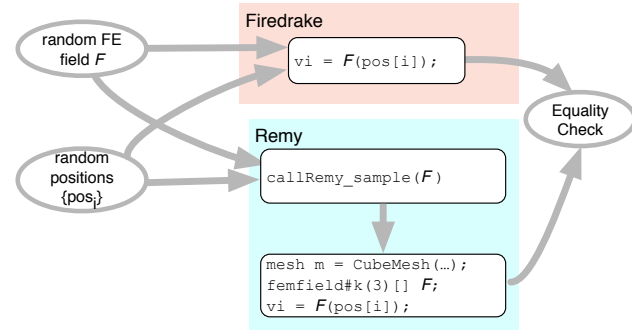 Firedrake
random FE
field F
vi = F(pos[i]);
Equality
Check
Remy
random
positions
{posi}
callRemy_sample(F)
mesh m = CubeMesh(…);
femfield#k(3)[] F;
vi = F(pos[i]);